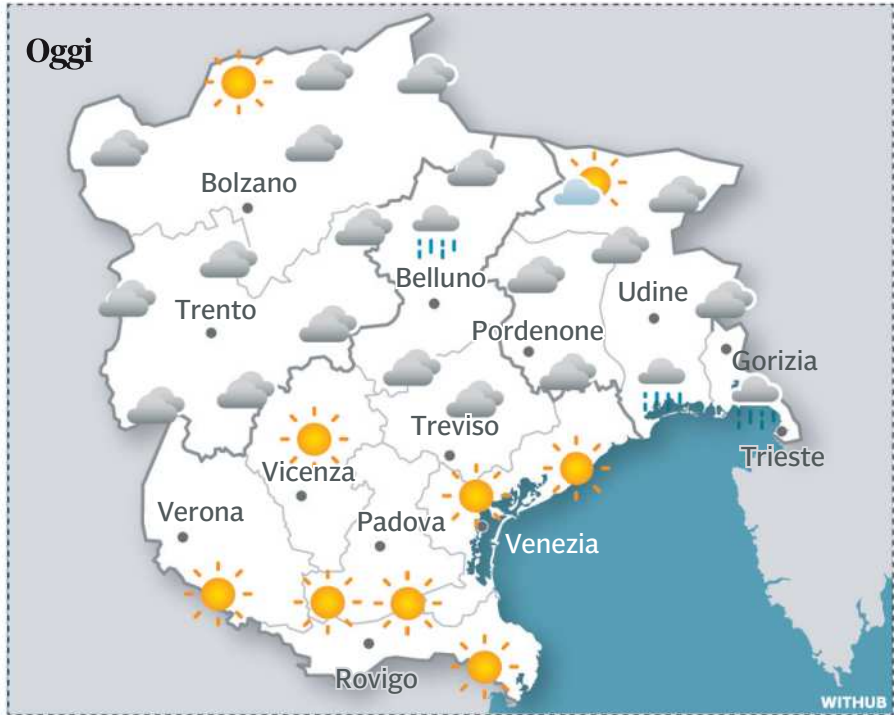 Oggi
Bolzano
Belluno
Trento
Udine
Pordenone
Gorizia
Treviso
Trieste
Vicenza
Verona
Padova
Venezia
Rovigo
WITHUB